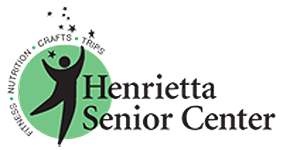 FITNESS • NUTRITION • CRAFTS • TRIPS
Henrietta
Senior Center